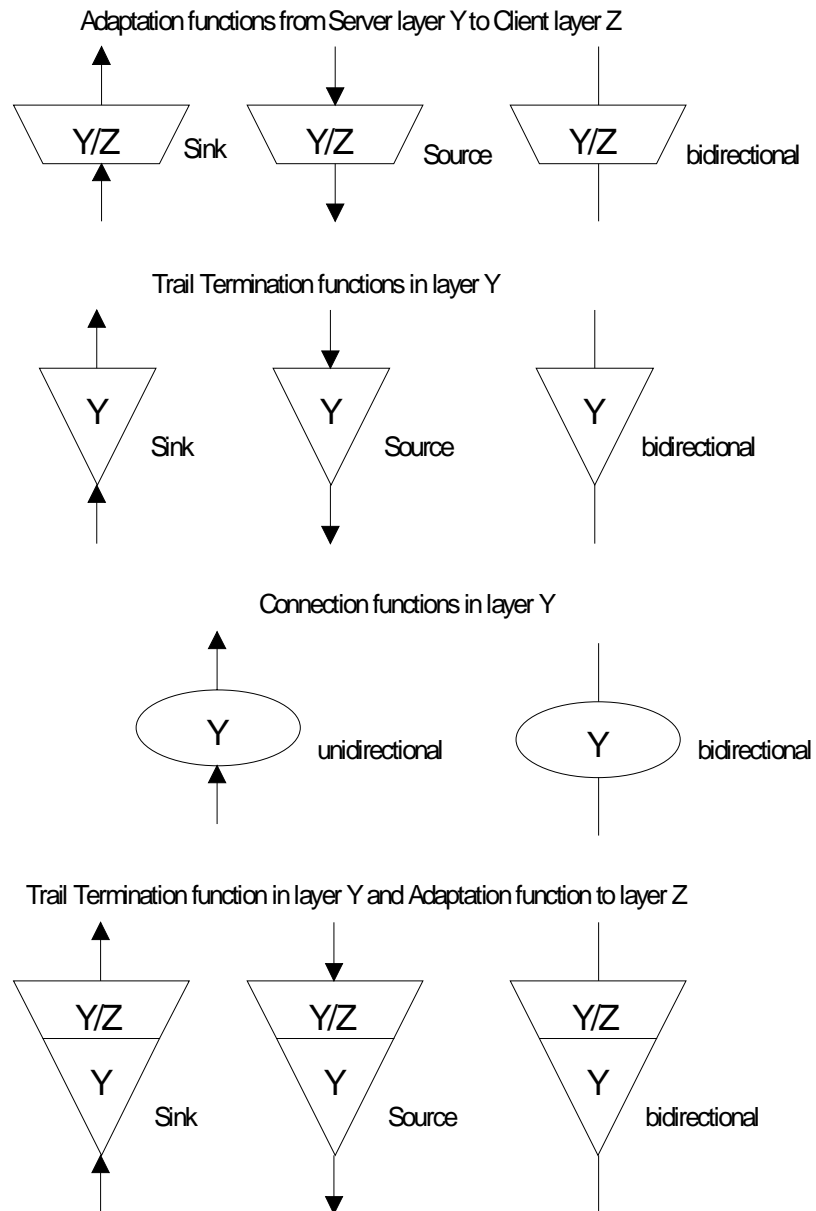 Adaptation functions from Server layer Y to Client layer Z
Y/Z Sink Y/Z Source Y/Z bidirectional
Trail Termination functions in layer Y
Y Sink Y Source Y bidirectional
Connection functions in layer Y
Y unidirectional Y bidirectional
Trail Termination function in layer Y and Adaptation function to layer Z
Y/Z Y/Z Y/Z
Y Sink Y Source Y bidirectional